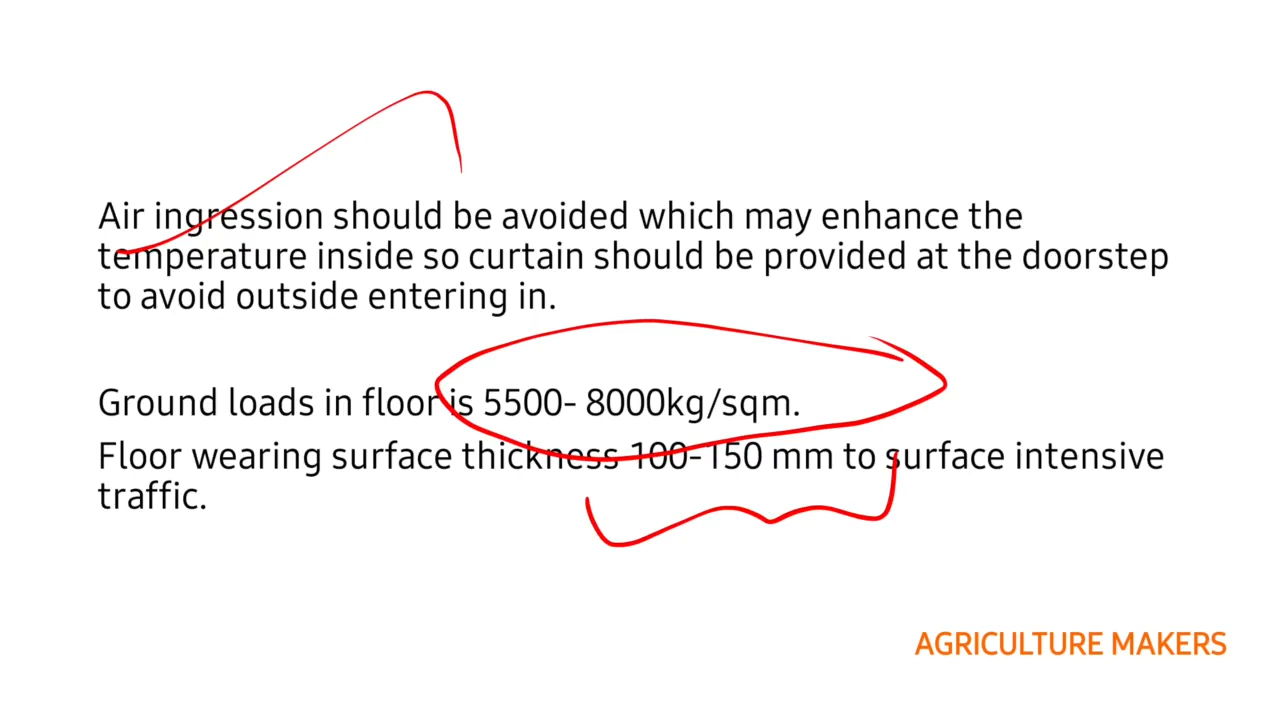 Air ingression should be avoided which may enhance the
temperature inside so curtain should be provided at the doorstep
to avoid outside entering in.
Ground loads in floor is 5500- 8000kg/sqm.
Floor wearing surface thickness 100-150 mm to surface intensive
traffic.
AGRICULTURE MAKERS